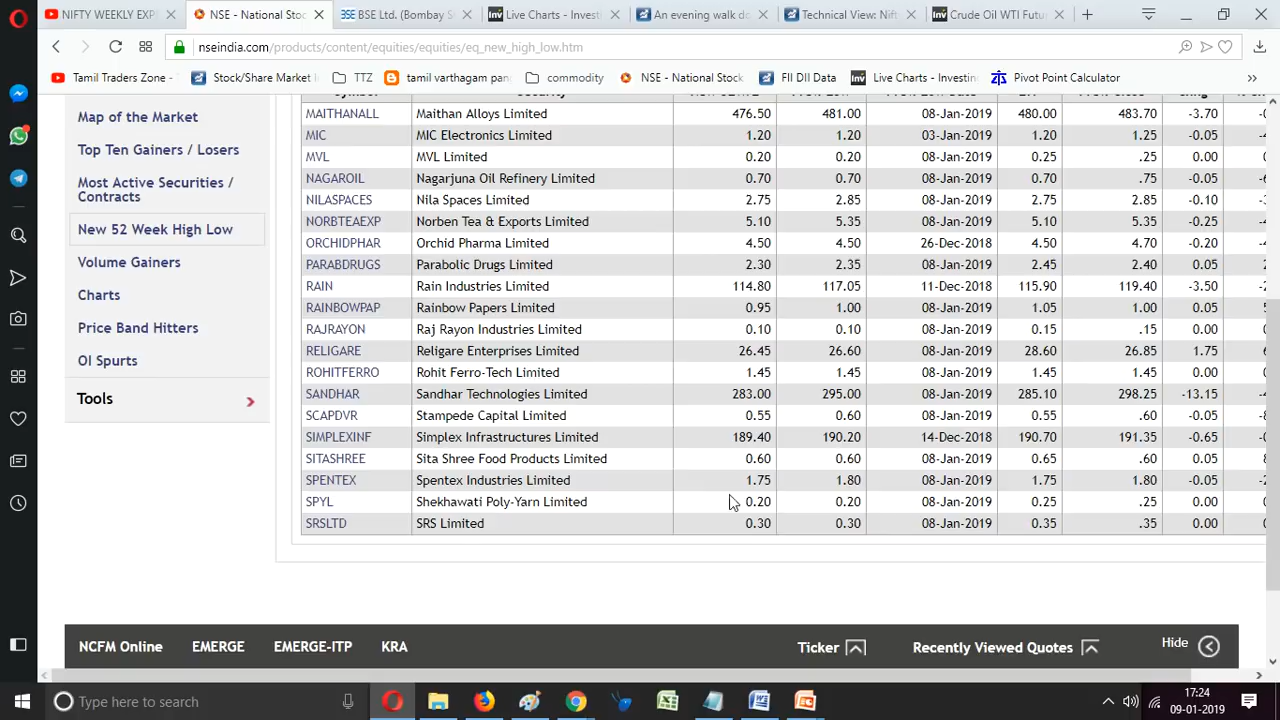 NIFTY WEEKLY EXP
NSE - National Stoc
BSE Ltd. (Bombay S
Live Charts - Investi
An evening walk do
Technical View: Nift
Crude Oil WTI Futur
nseindia.com/products/content/equities/equities/eq_new_high_low.htm
Tamil Traders Zone -
Stock/Share Market
TTZ
tamil varthagam pan
commodity
NSE - National Stock
FII DII Data
Live Charts - Investin
Pivot Point Calculator
Map of the Market
Top Ten Gainers / Losers
Most Active Securities /
Contracts
New 52 Week High Low
Volume Gainers
Charts
Price Band Hitters
OI Spurts
Tools
MAITHANALL Maithan Alloys Limited 476.50 481.00 08-Jan-2019 480.00 483.70 -3.70
MIC MIC Electronics Limited 1.20 1.20 03-Jan-2019 1.20 1.25 -0.05
MVL MVL Limited 0.20 0.20 08-Jan-2019 0.25 .25 0.00
NAGAROIL Nagarjuna Oil Refinery Limited 0.70 0.70 08-Jan-2019 0.70 .75 -0.05
NILASPACES Nila Spaces Limited 2.75 2.85 08-Jan-2019 2.75 2.85 -0.10
NORBTEAEXP Norben Tea & Exports Limited 5.10 5.35 08-Jan-2019 5.10 5.35 -0.25
ORCHIDPHAR Orchid Pharma Limited 4.50 4.50 26-Dec-2018 4.50 4.70 -0.20
PARABDRUGS Parabolic Drugs Limited 2.30 2.35 08-Jan-2019 2.45 2.40 0.05
RAIN Rain Industries Limited 114.80 117.05 11-Dec-2018 115.90 119.40 -3.50
RAINBOWPAP Rainbow Papers Limited 0.95 1.00 08-Jan-2019 1.05 1.00 0.05
RAJRAYON Raj Rayon Industries Limited 0.10 0.10 08-Jan-2019 0.15 .15 0.00
RELIGARE Religare Enterprises Limited 26.45 26.60 08-Jan-2019 28.60 26.85 1.75
ROHITFERRO Rohit Ferro-Tech Limited 1.45 1.45 08-Jan-2019 1.45 1.45 0.00
SANDHAR Sandhar Technologies Limited 283.00 295.00 08-Jan-2019 285.10 298.25 -13.15
SCAPDVR Stampede Capital Limited 0.55 0.60 08-Jan-2019 0.55 .60 -0.05
SIMPLEXINF Simplex Infrastructures Limited 189.40 190.20 14-Dec-2018 190.70 191.35 -0.65
SITASHREE Sita Shree Food Products Limited 0.60 0.60 08-Jan-2019 0.65 .60 0.05
SPENTEX Spentex Industries Limited 1.75 1.80 08-Jan-2019 1.75 1.80 -0.05
SPYL Shekhawati Poly-Yarn Limited 0.20 0.20 08-Jan-2019 0.25 .25 0.00
SRSLTD SRS Limited 0.30 0.30 08-Jan-2019 0.35 .35 0.00
NCFM Online
EMERGE
EMERGE-ITP
KRA
Ticker
Recently Viewed Quotes
Hide
Type here to search
17:24
09-01-2019